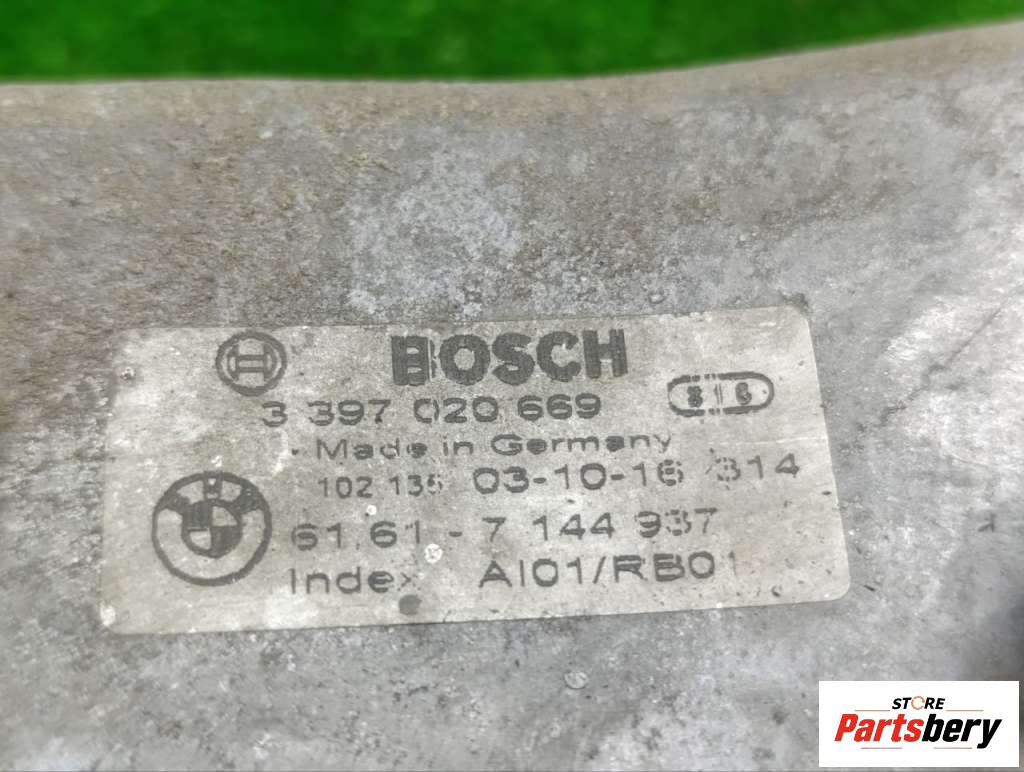 BOSCH
3 397 020 669
Made in Germany
102 135 03-10-16 314
61.61 - 7 144 937
Index AI01/RB01
STORE
Partsbery